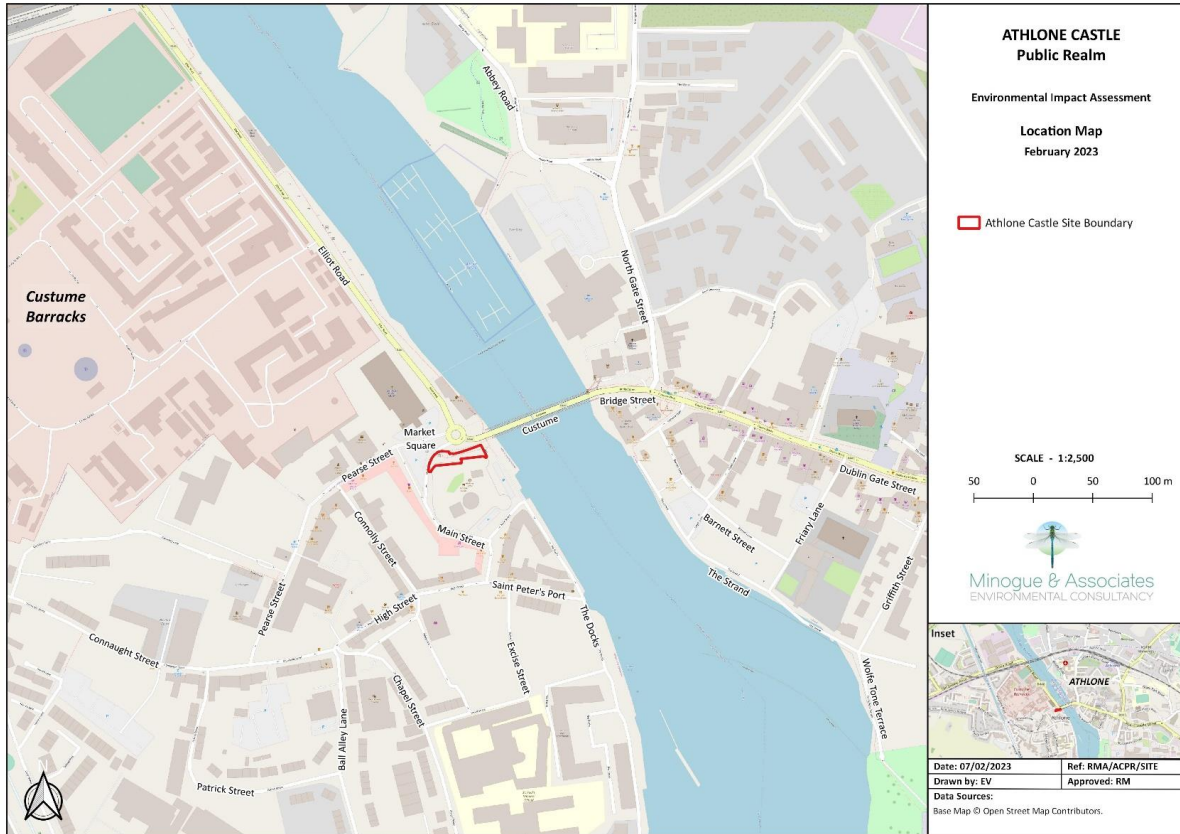 ATHLONE CASTLE
Public Realm
Environmental Impact Assessment
Location Map
February 2023
Athlone Castle Site Boundary
SCALE - 1:2,500
50 0 50 100 m
Minogue & Associates
ENVIRONMENTAL CONSULTANCY
Inset
ATHLONE
Date: 07/02/2023
Ref: RMA/ACPR/SITE
Drawn by: EV
Approved: RM
Data Sources:
Base Map © Open Street Map Contributors.
Abbey Road
Elliot Road
Custume
Barracks
North Gate Street
Bridge Street
Custume
Market
Square
Pearse Street
Dublin Gate Street
Connolly Street
Main Street
Barnett Street
Friary Lane
The Strand
Griffith Street
High Street
Saint Peter's Port
The Docks
Pearse Street
Connaught Street
Excise Street
Chapel Street
Ball Alley Lane
Wolfe Tone Terrace
Patrick Street